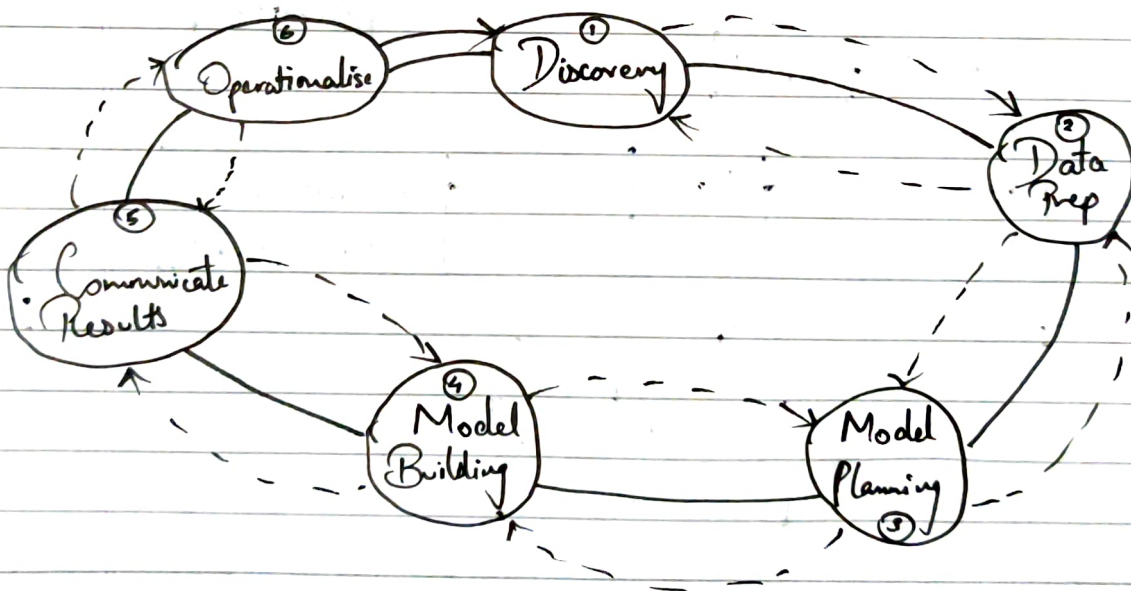 ①
Discovery
②
Data
Prep
Model
Planning
③
④
Model
Building
⑤
Communicate
Results
⑥
Operationalise